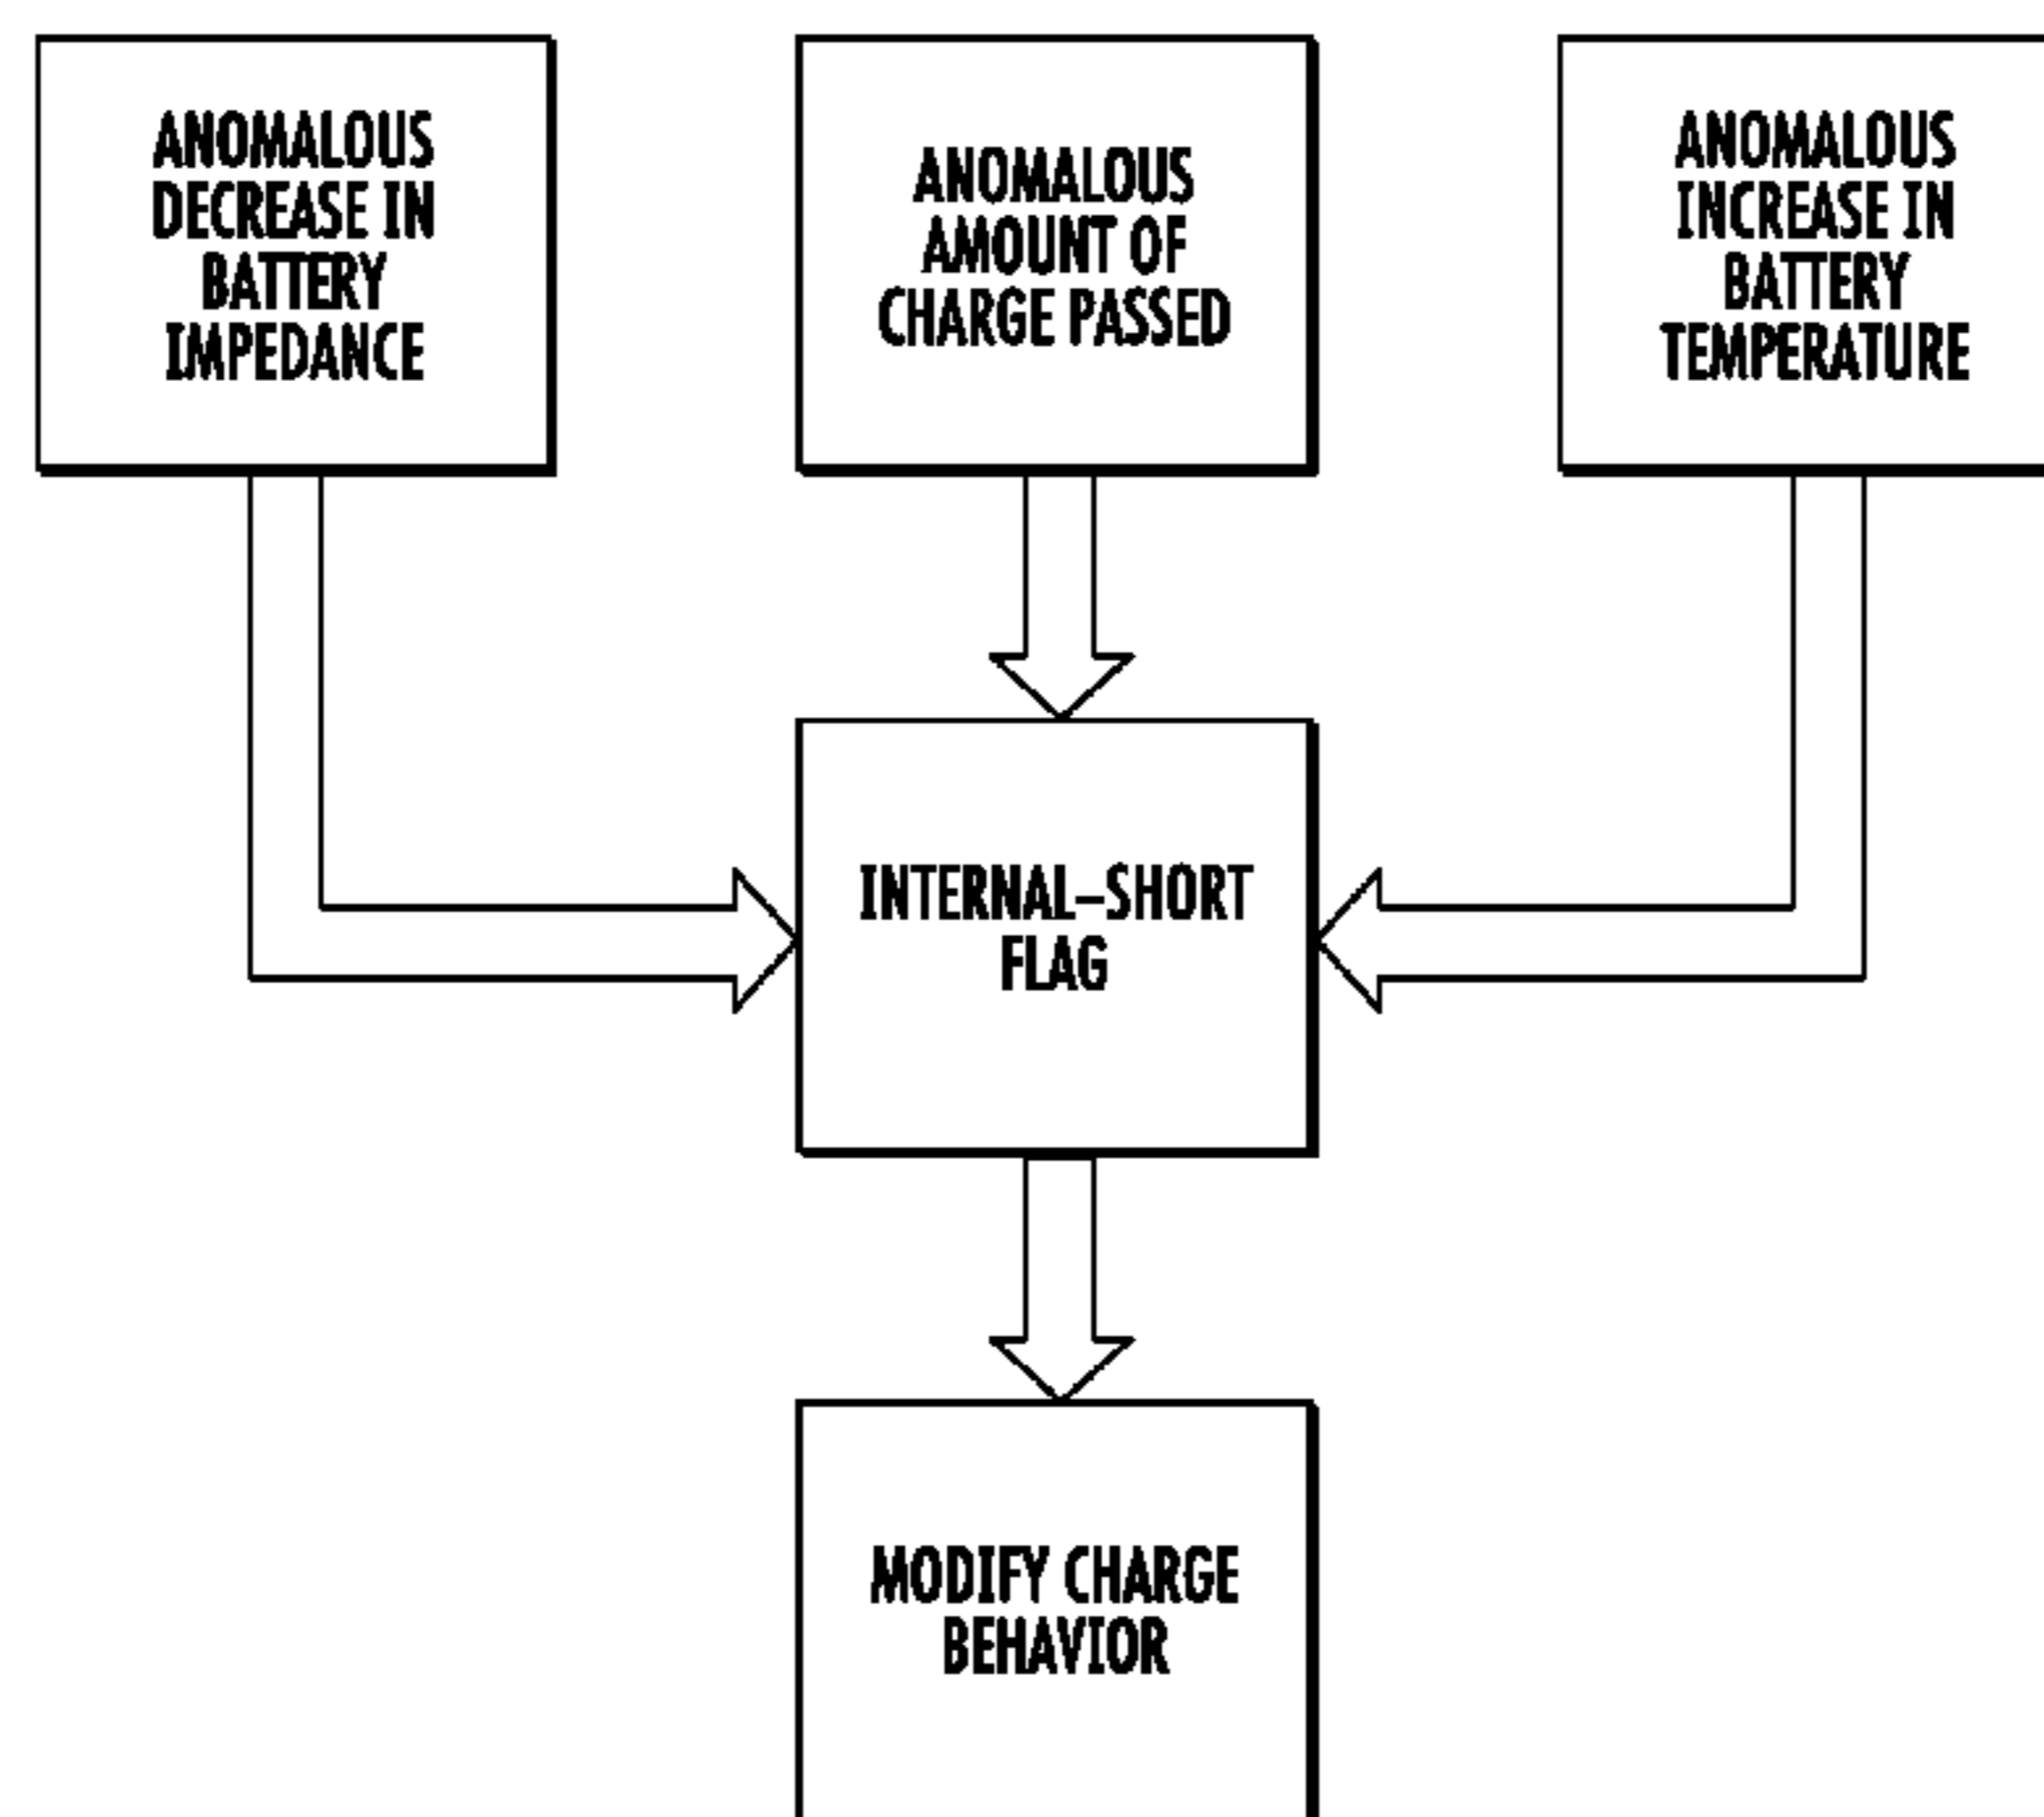 ANOMALOUS
DECREASE IN
BATTERY
IMPEDANCE
ANOMALOUS
AMOUNT OF
CHARGE PASSED
ANOMALOUS
INCREASE IN
BATTERY
TEMPERATURE
INTERNAL–SHORT
FLAG
MODIFY CHARGE
BEHAVIOR